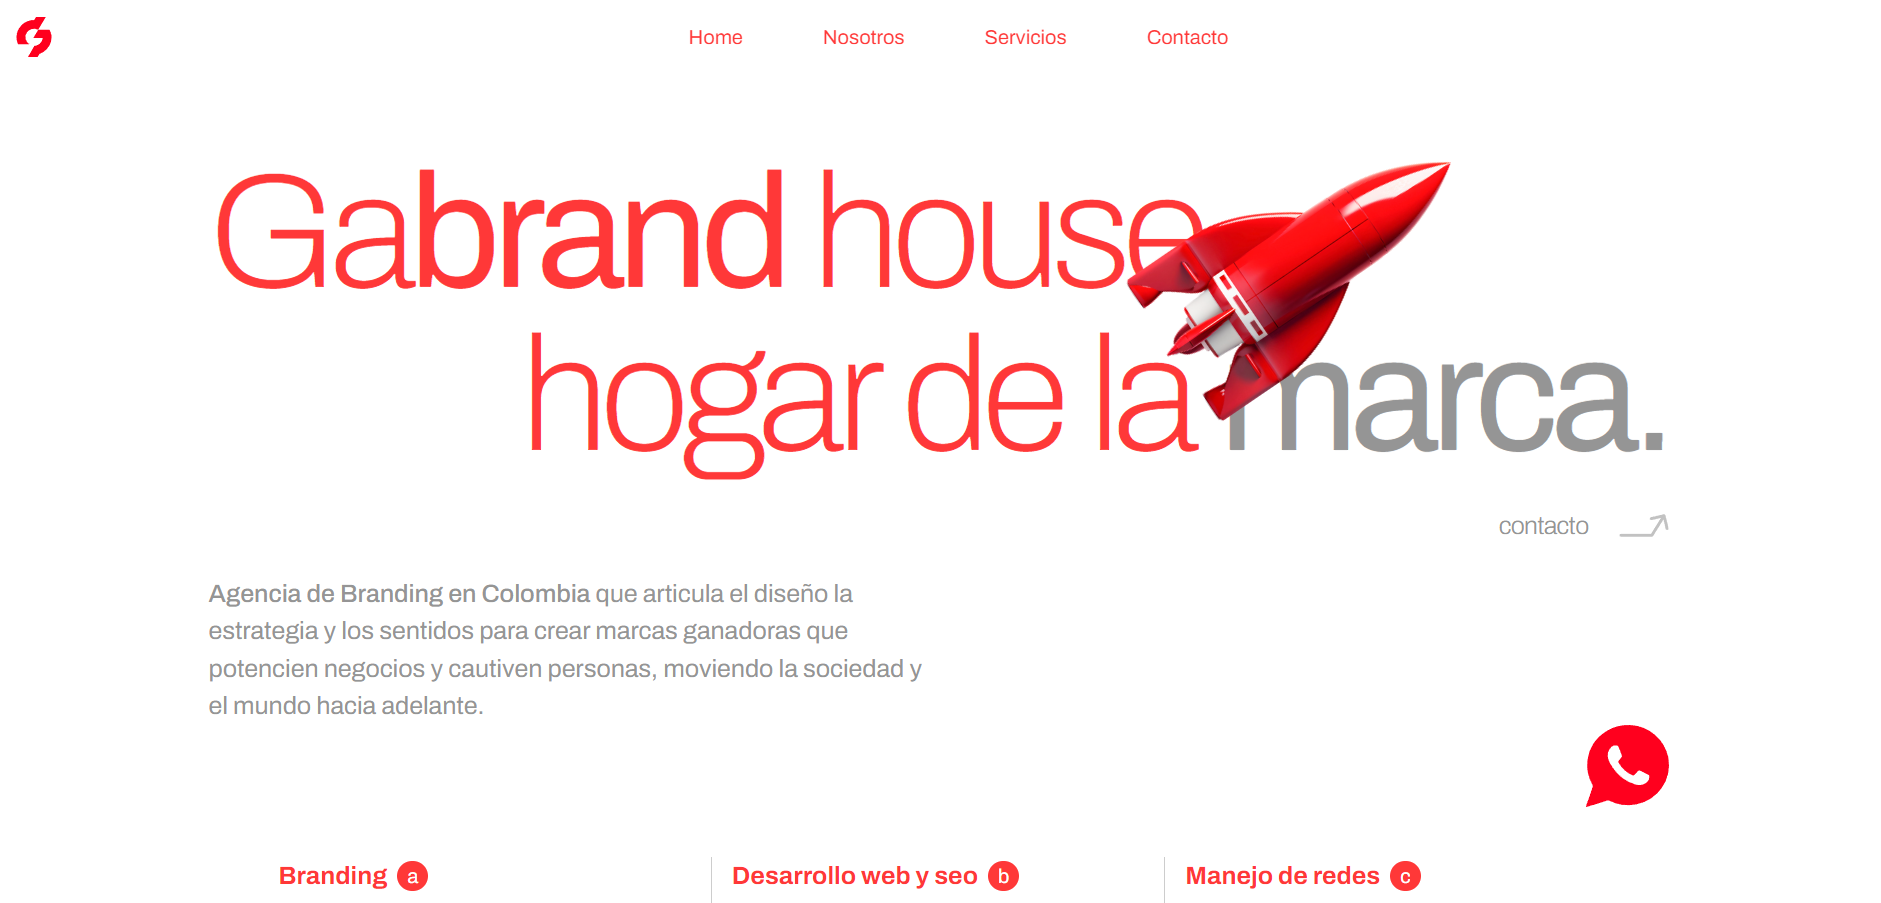 Home Nosotros Servicios Contacto
Gabrand house
hogar de la marca.
contacto
Agencia de Branding en Colombia que articula el diseño la
estrategia y los sentidos para crear marcas ganadoras que
potencien negocios y cautiven personas, moviendo la sociedad y
el mundo hacia adelante.
Branding a
Desarrollo web y seo b
Manejo de redes c